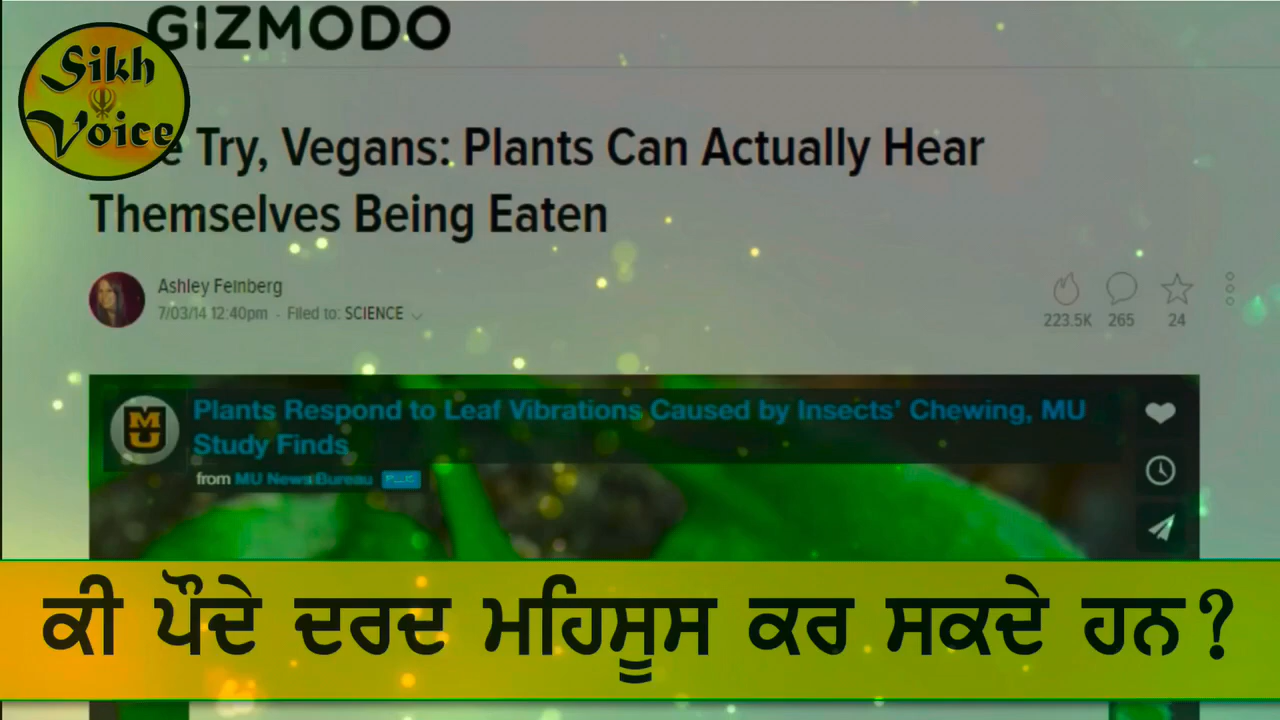 GIZMODO
Sikh
Voice
Try, Vegans: Plants Can Actually Hear
Themselves Being Eaten
Ashley Feinberg
7/03/14 12:40pm - Filed to: SCIENCE
223.5K 265 24
MU
Plants Respond to Leaf Vibrations Caused by Insects' Chewing, MU
Study Finds
from MU News Bureau
ਕੀ ਪੌਦੇ ਦਰਦ ਮਹਿਸੂਸ ਕਰ ਸਕਦੇ ਹਨ?